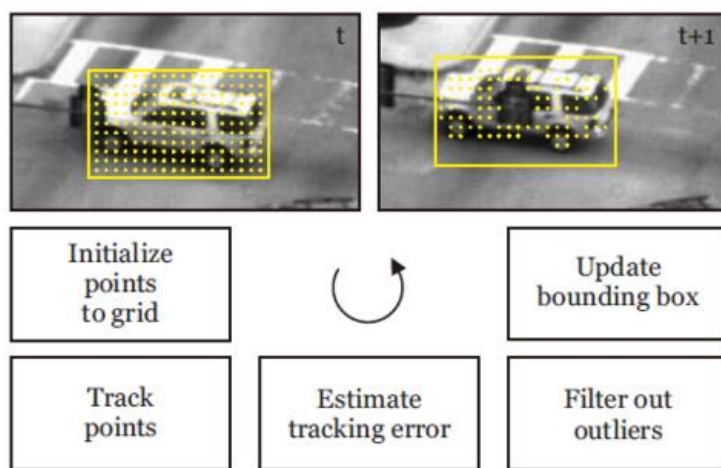 t
t+1
Initialize
points
to grid
Update
bounding box
Track
points
Estimate
tracking error
Filter out
outliers